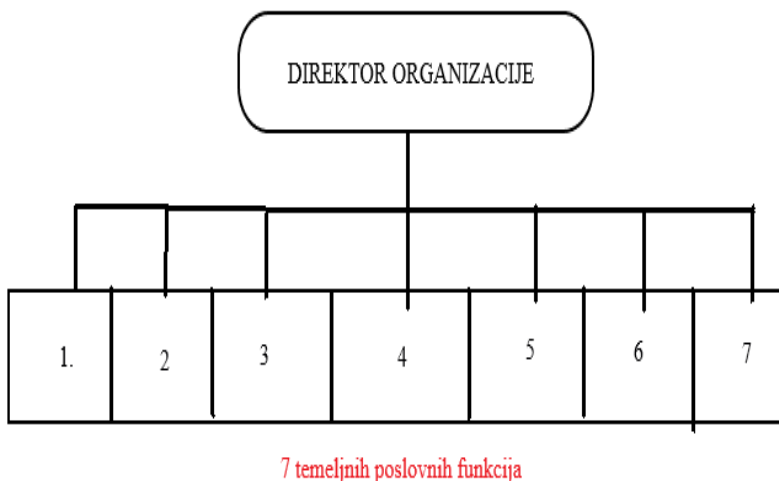 DIREKTOR ORGANIZACIJE
1. 2 3 4 5 6 7
7 temeljnih poslovnih funkcija